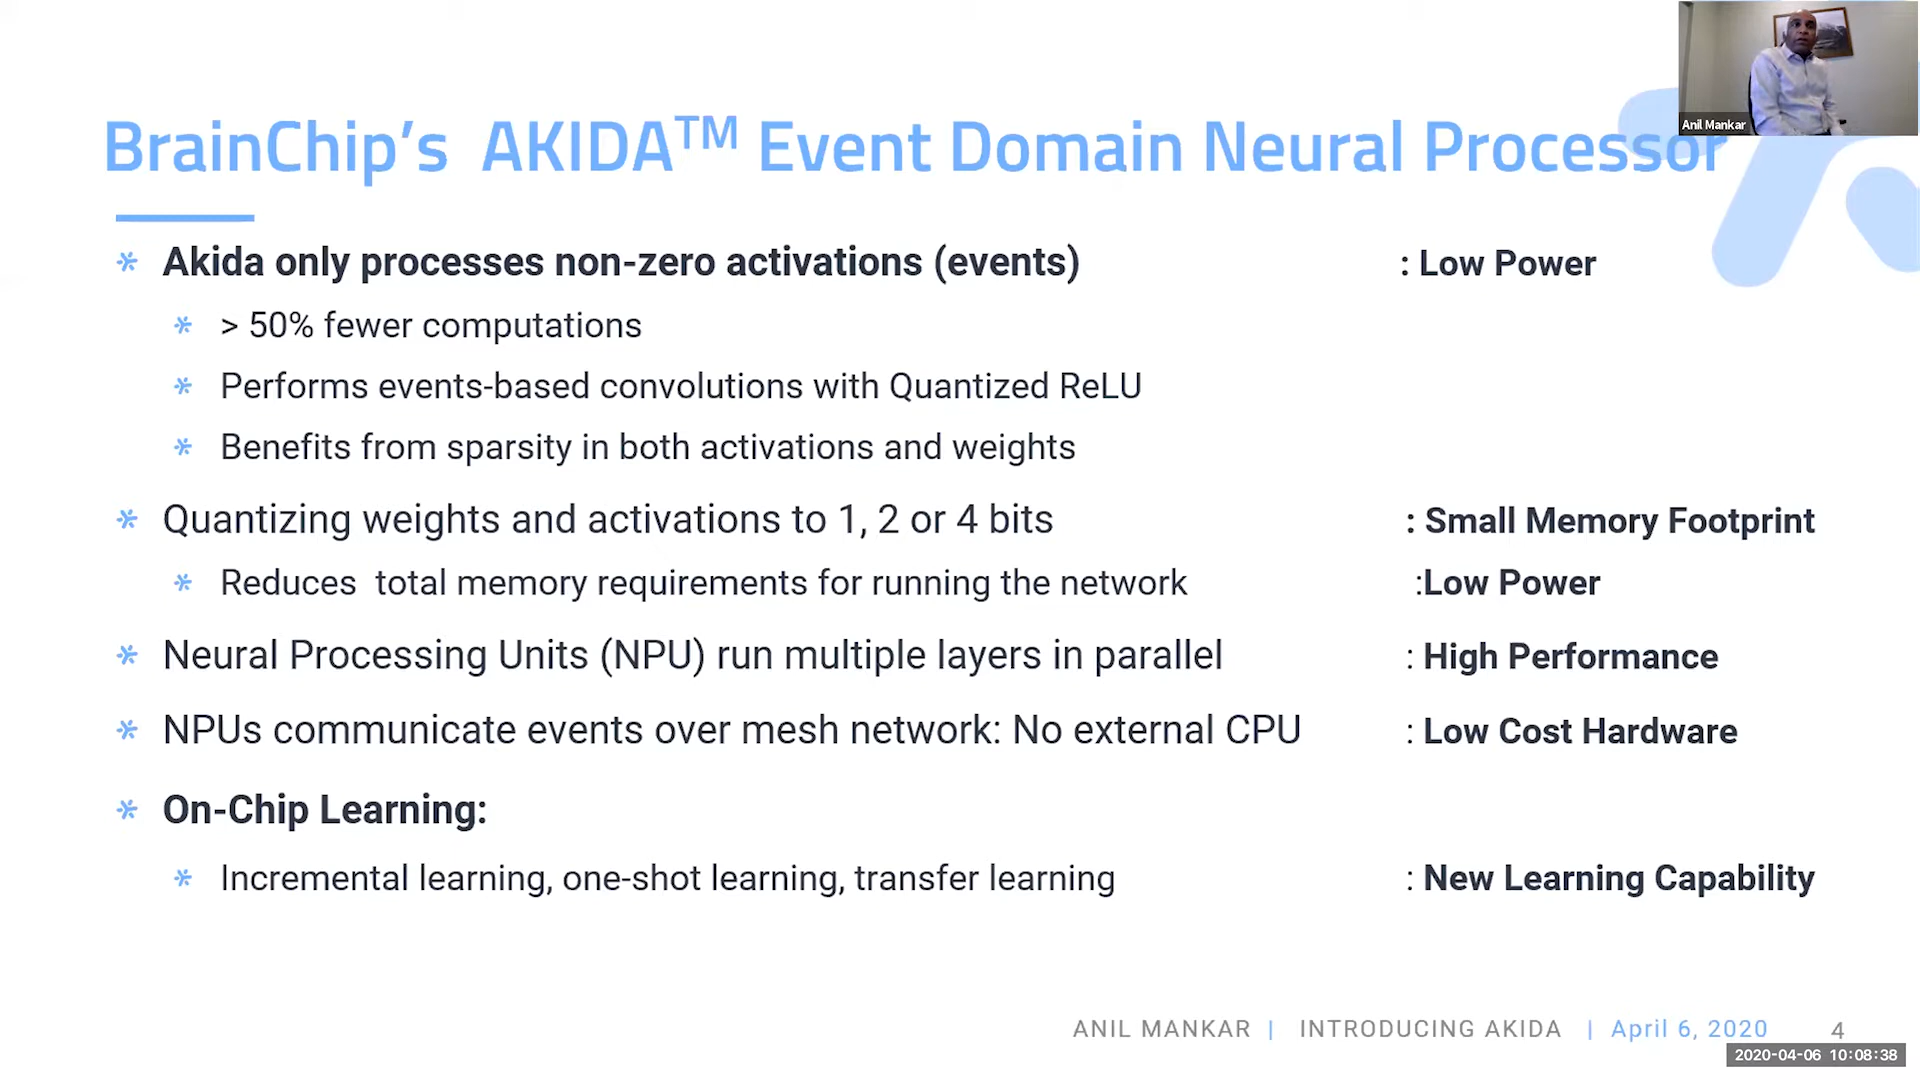 Anil Mankar
BrainChip's AKIDA™ Event Domain Neural Processor
Akida only processes non-zero activations (events) : Low Power
> 50% fewer computations
Performs events-based convolutions with Quantized ReLU
Benefits from sparsity in both activations and weights
Quantizing weights and activations to 1, 2 or 4 bits : Small Memory Footprint
Reduces total memory requirements for running the network :Low Power
Neural Processing Units (NPU) run multiple layers in parallel : High Performance
NPUs communicate events over mesh network: No external CPU : Low Cost Hardware
On-Chip Learning:
Incremental learning, one-shot learning, transfer learning : New Learning Capability
ANIL MANKAR | INTRODUCING AKIDA | April 6, 2020 4
2020-04-06 10:08:38